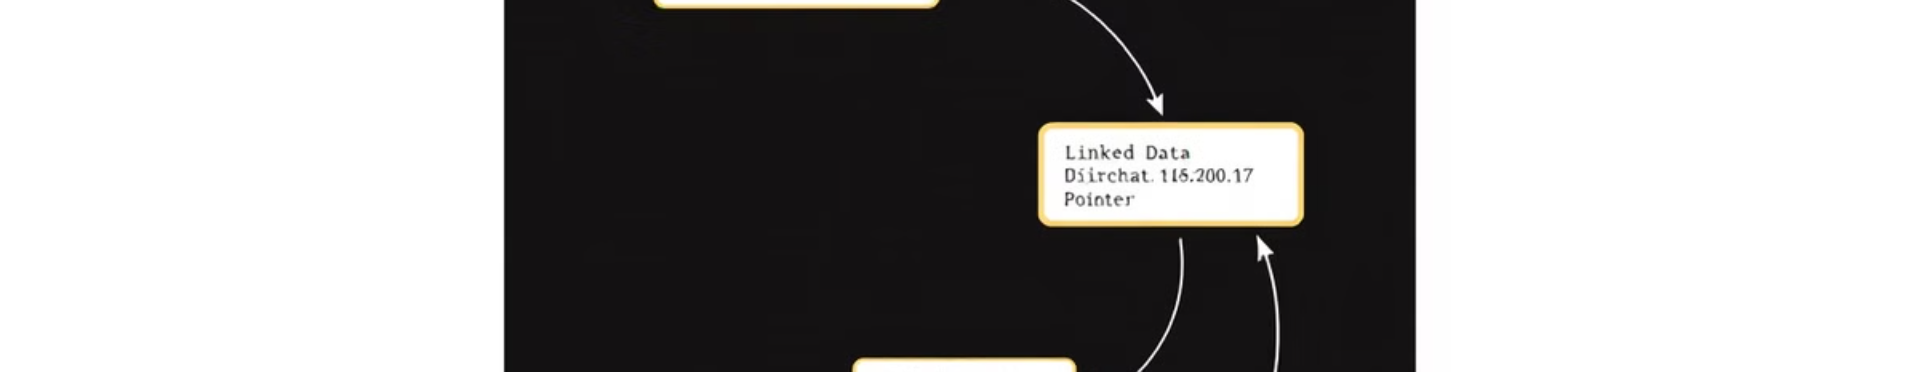 Linked Data
Diirchat. 116.200.17
Pointer